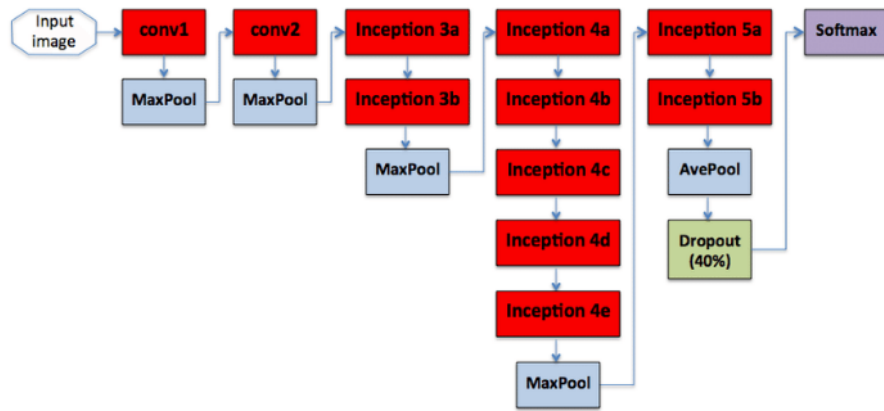 Input
image
conv1
MaxPool
conv2
MaxPool
Inception 3a
Inception 3b
MaxPool
Inception 4a
Inception 4b
Inception 4c
Inception 4d
Inception 4e
MaxPool
Inception 5a
Inception 5b
AvePool
Dropout
(40%)
Softmax